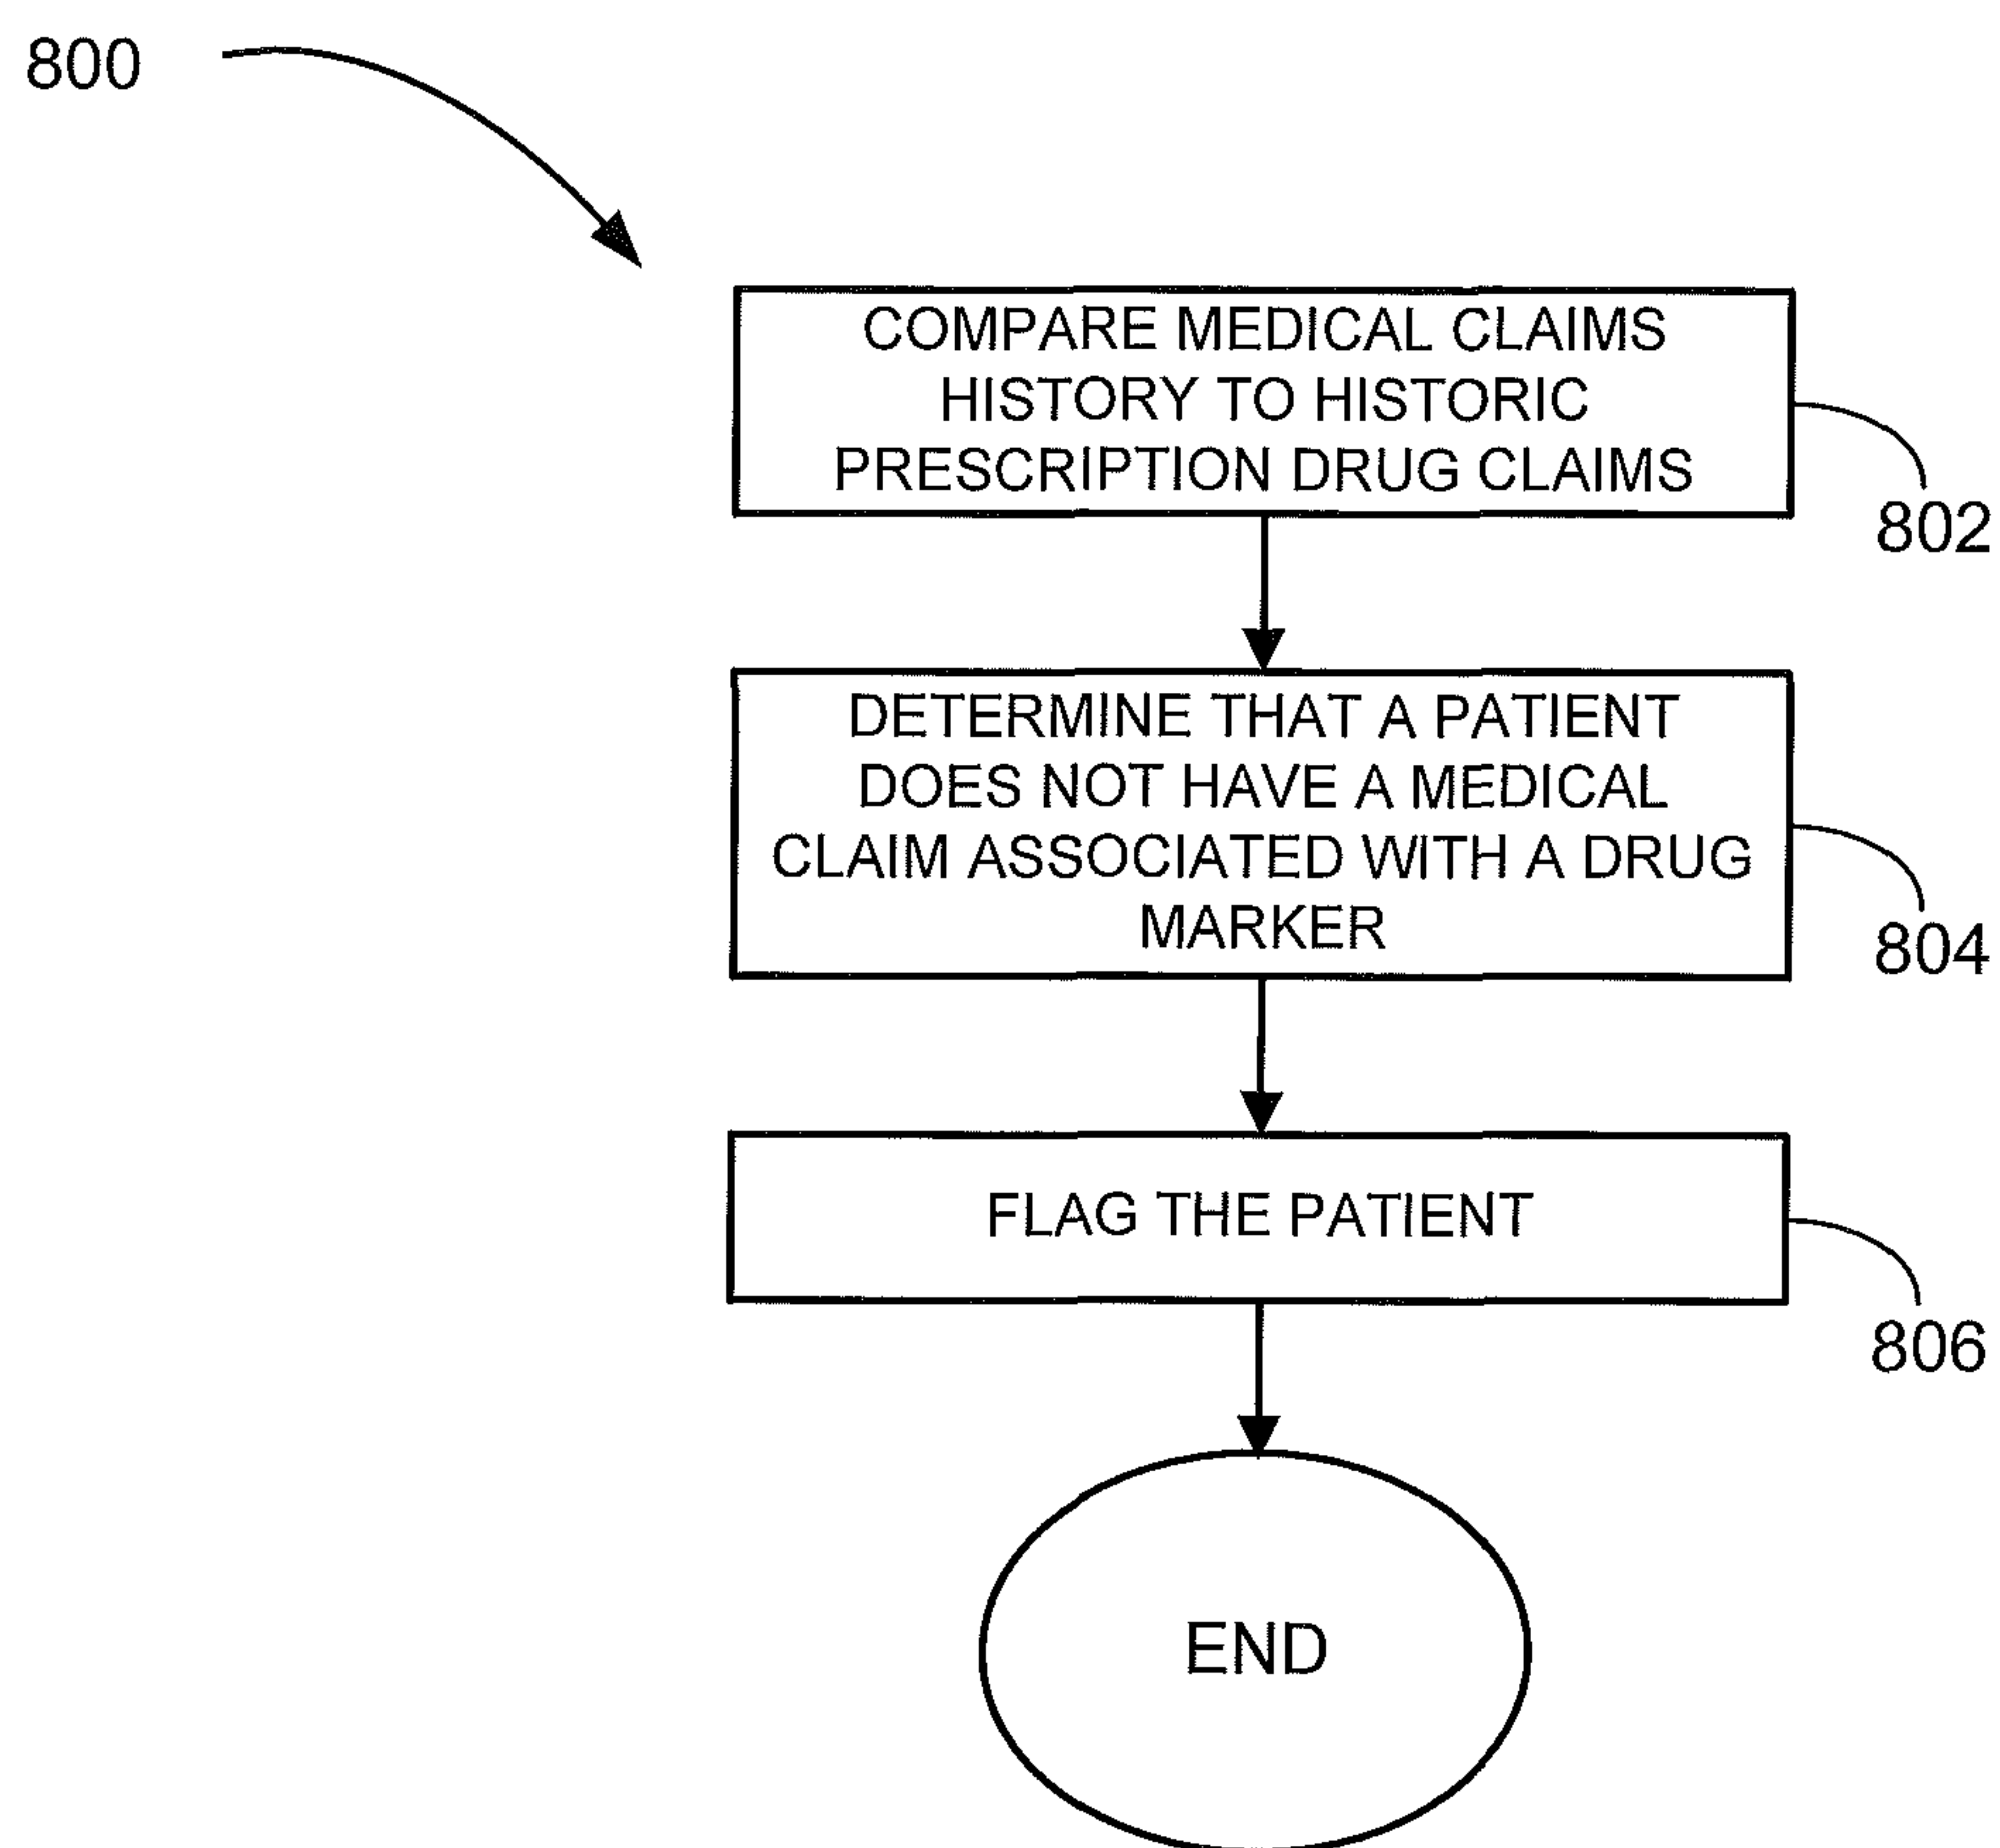 800
COMPARE MEDICAL CLAIMS
HISTORY TO HISTORIC
PRESCRIPTION DRUG CLAIMS
802
DETERMINE THAT A PATIENT
DOES NOT HAVE A MEDICAL
CLAIM ASSOCIATED WITH A DRUG
MARKER
804
FLAG THE PATIENT
806
END